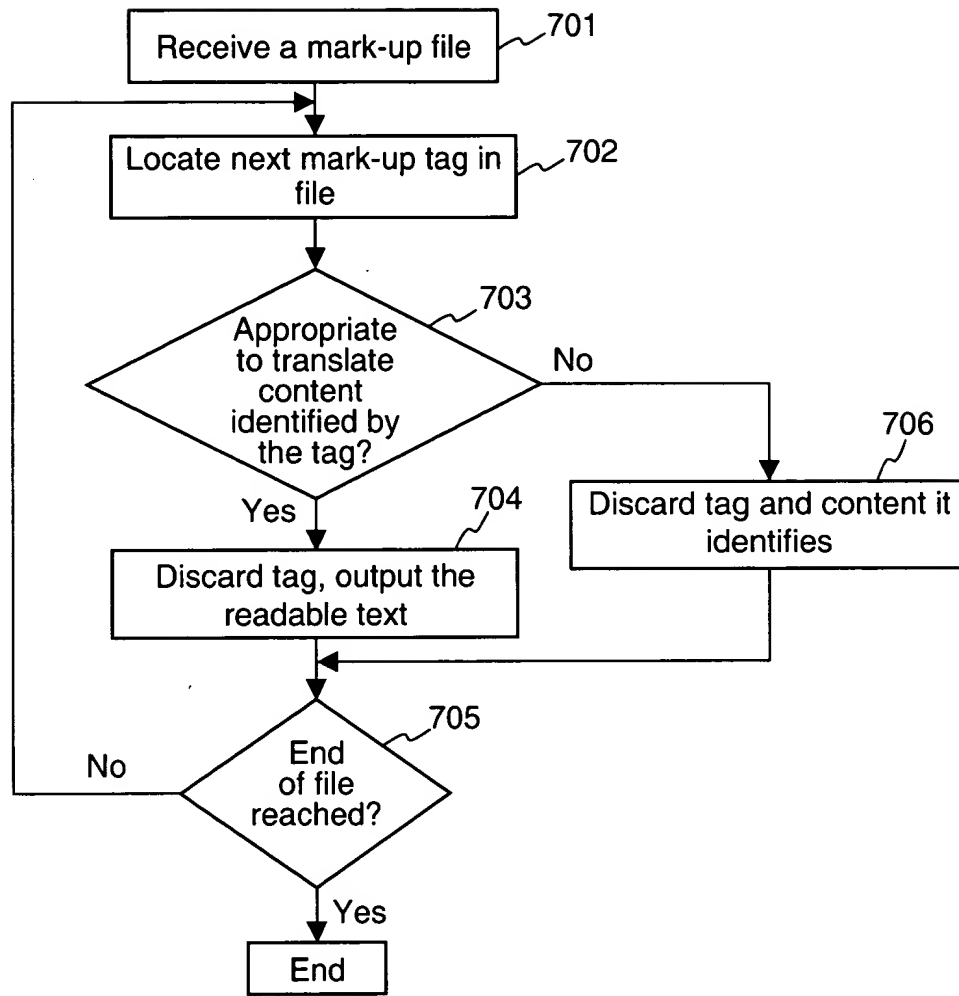 Receive a mark-up file
701
Locate next mark-up tag in
file
702
703
Appropriate
to translate
content
identified by
the tag?
No
Yes
704
706
Discard tag and content it
identifies
Discard tag, output the
readable text
705
End
of file
reached?
No
Yes
End